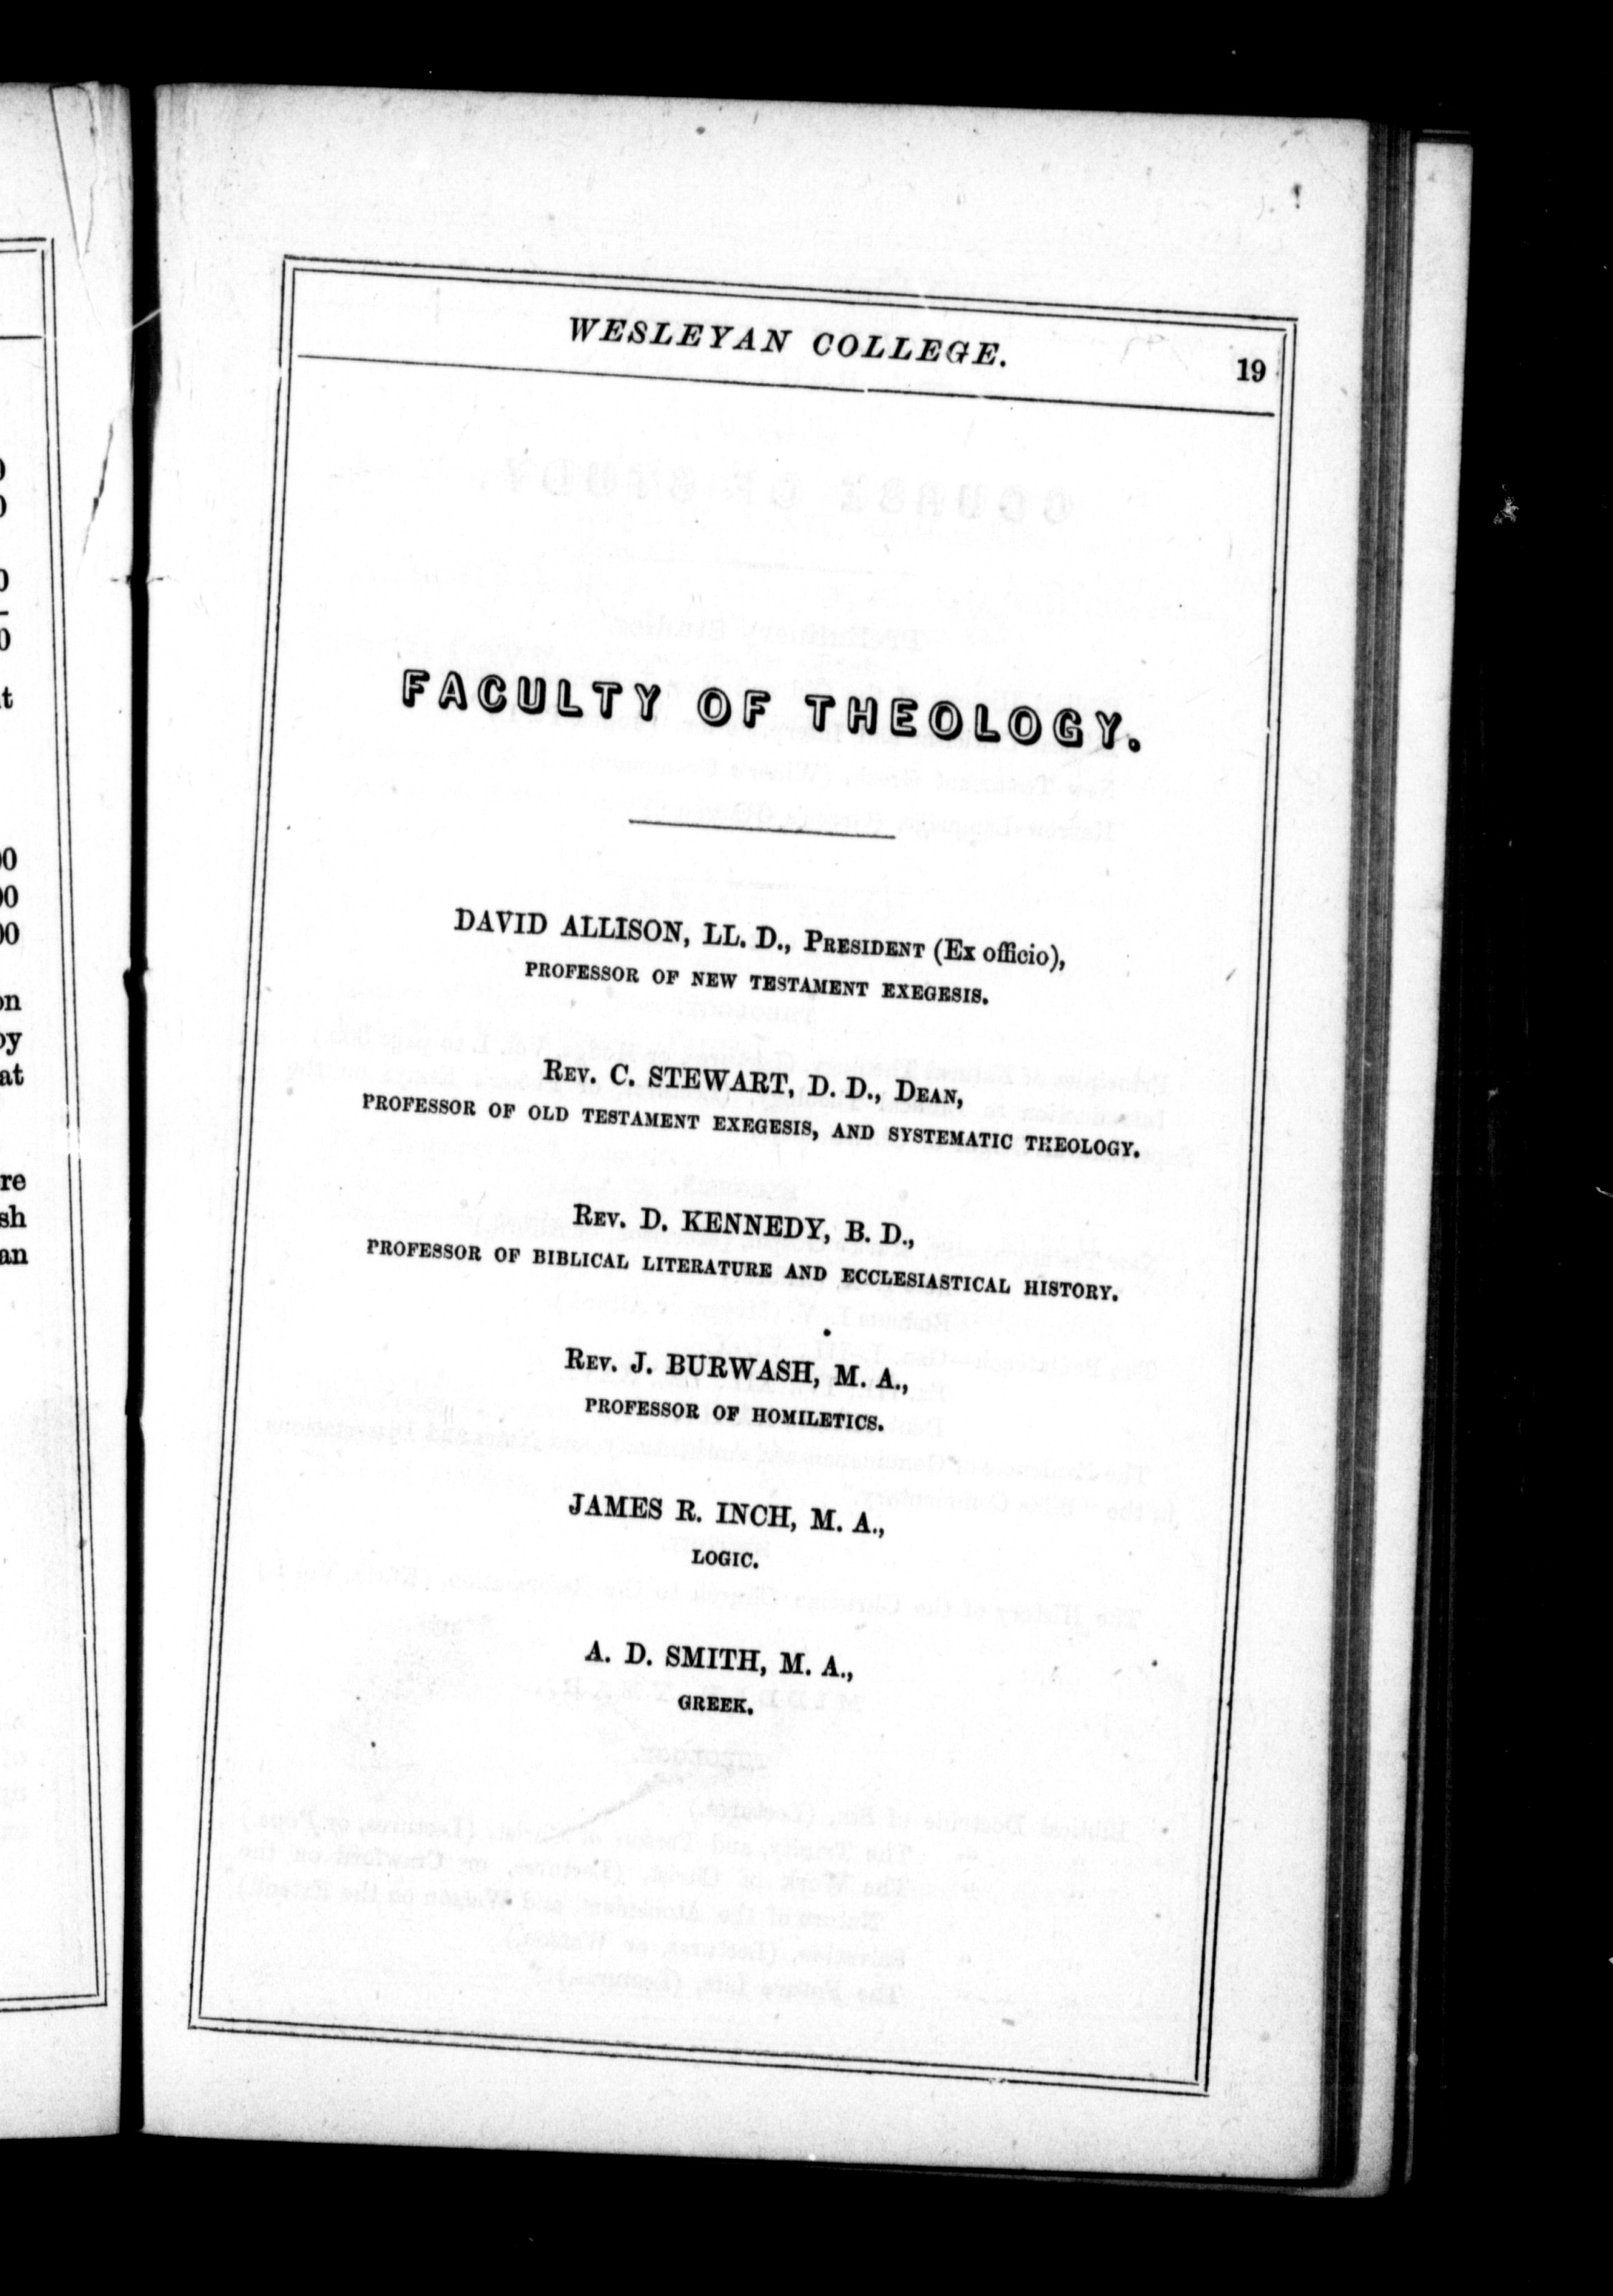 WESLEYAN COLLEGE. 19
FACULTY OF THEOLOGY.
DAVID ALLISON, LL. D., PRESIDENT (Ex officio),
PROFESSOR OF NEW TESTAMENT EXEGESIS.
REV. C. STEWART, D. D., DEAN,
PROFESSOR OF OLD TESTAMENT EXEGESIS, AND SYSTEMATIC THEOLOGY.
REV. D. KENNEDY, B. D.,
PROFESSOR OF BIBLICAL LITERATURE AND ECCLESIASTICAL HISTORY.
REV. J. BURWASH, M. A.,
PROFESSOR OF HOMILETICS.
JAMES R. INCH, M. A.,
LOGIC.
A. D. SMITH, M. A.,
GREEK.